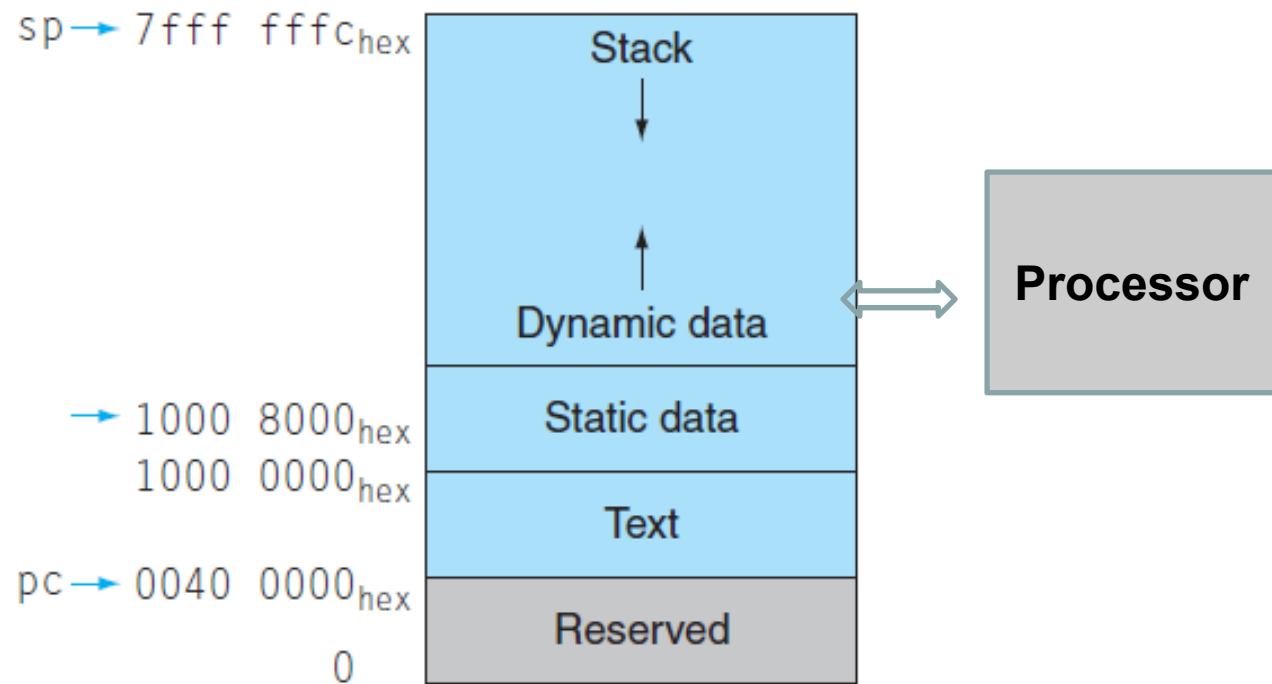 sp 7fff fffc hex
Stack
Processor
Dynamic data
1000 8000 hex
Static data
1000 0000 hex
Text
pc 0040 0000 hex
Reserved
0